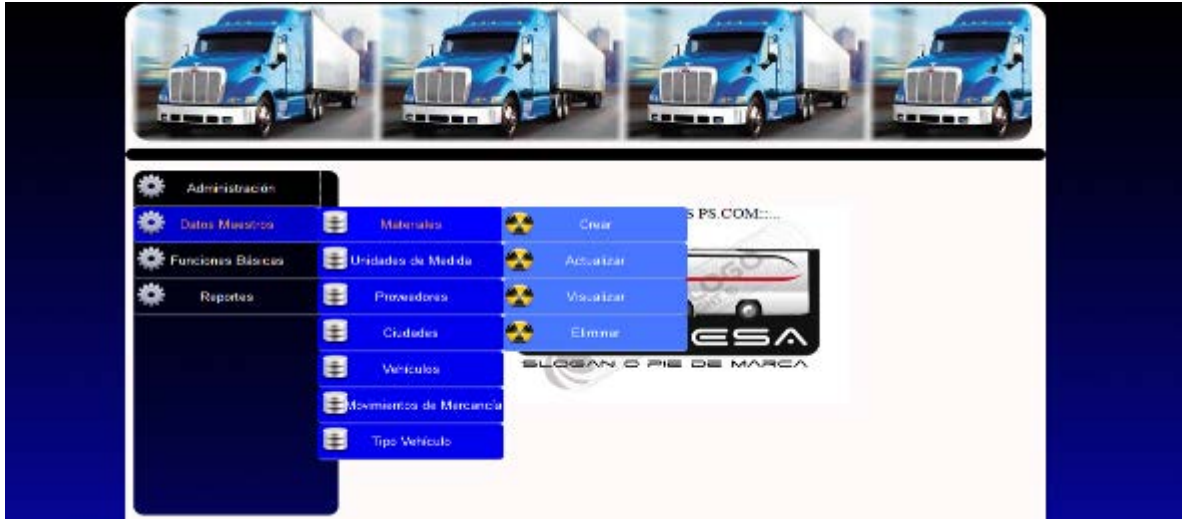 Administración
Datos Maestros
Funciones Básicas
Reportes
Materiales
Unidades de Medida
Proveedores
Ciudades
Vehículos
Movimientos de Mercancía
Tipo Vehículo
Crear
Actualizar
Visualizar
Eliminar
S PS.COM::...
ESA
SLOGAN O PIE DE MARCA